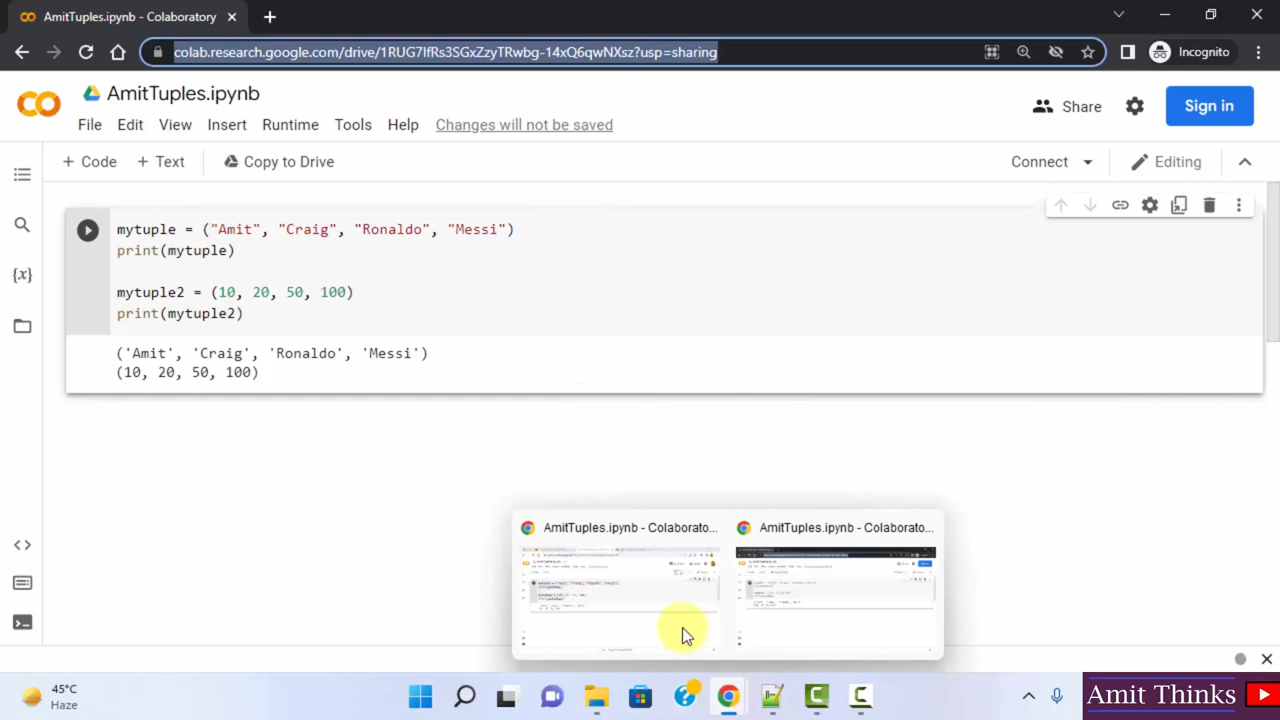 AmitTuples.ipynb - Colaboratory
colab.research.google.com/drive/1RUG7lfRs3SGxZzyTRwbg-14xQ6qwNXsz?usp=sharing
Incognito
AmitTuples.ipynb
Share
Sign in
File Edit View Insert Runtime Tools Help Changes will not be saved
+ Code + Text Copy to Drive
Connect
Editing
mytuple = ("Amit", "Craig", "Ronaldo", "Messi")
print(mytuple)
mytuple2 = (10, 20, 50, 100)
print(mytuple2)
('Amit', 'Craig', 'Ronaldo', 'Messi')
(10, 20, 50, 100)
AmitTuples.ipynb - Colaborato... AmitTuples.ipynb - Colaborato...
45°C
Haze
Amit Thinks